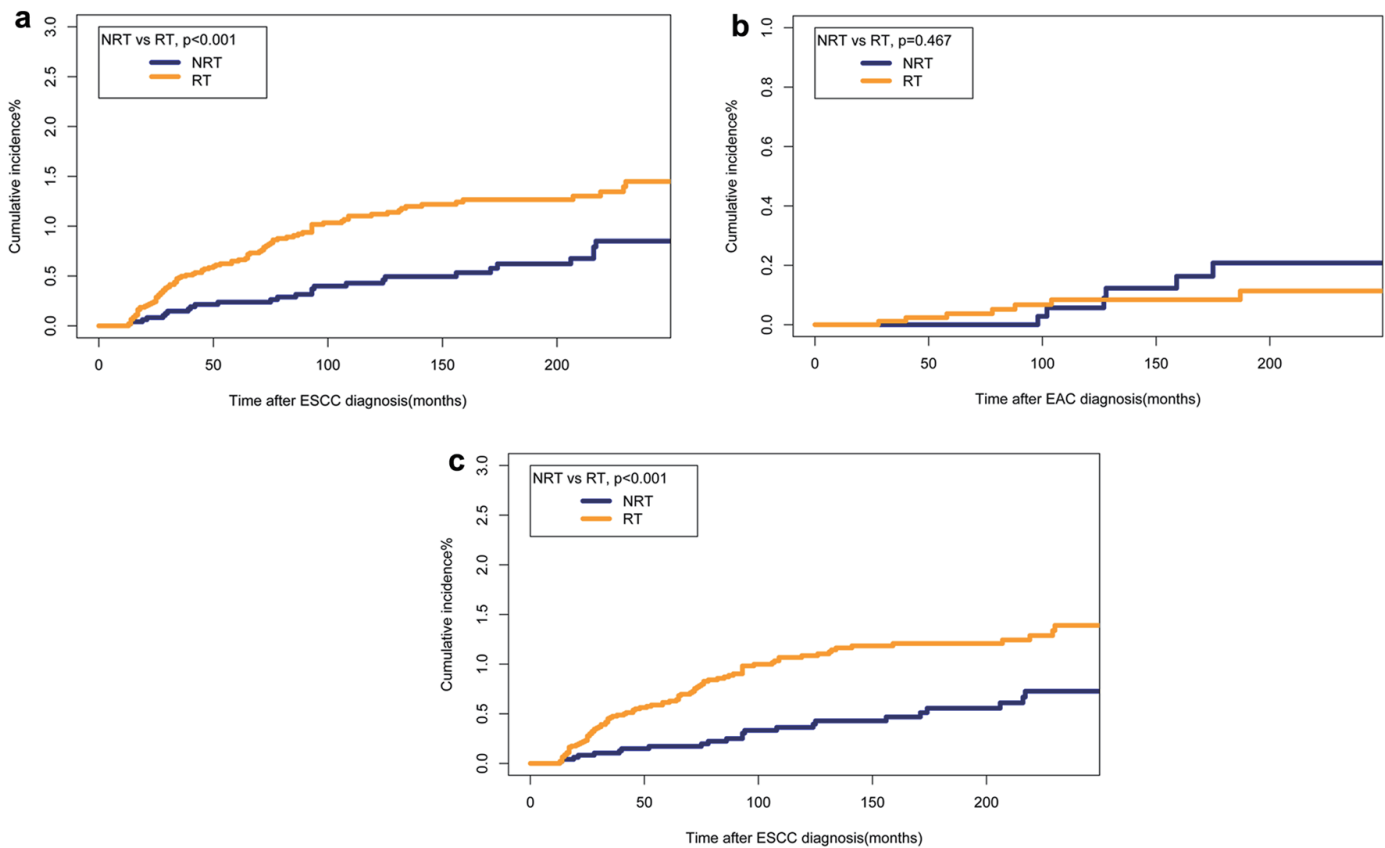 a
NRT vs RT, p<0.001
NRT
RT
Cumulative incidence%
3.0
2.5
2.0
1.5
1.0
0.5
0.0
0 50 100 150 200
Time after ESCC diagnosis(months)
b
NRT vs RT, p=0.467
NRT
RT
Cumulative incidence%
1.0
0.8
0.6
0.4
0.2
0.0
0 50 100 150 200
Time after EAC diagnosis(months)
c
NRT vs RT, p<0.001
NRT
RT
Cumulative incidence%
3.0
2.5
2.0
1.5
1.0
0.5
0.0
0 50 100 150 200
Time after ESCC diagnosis(months)